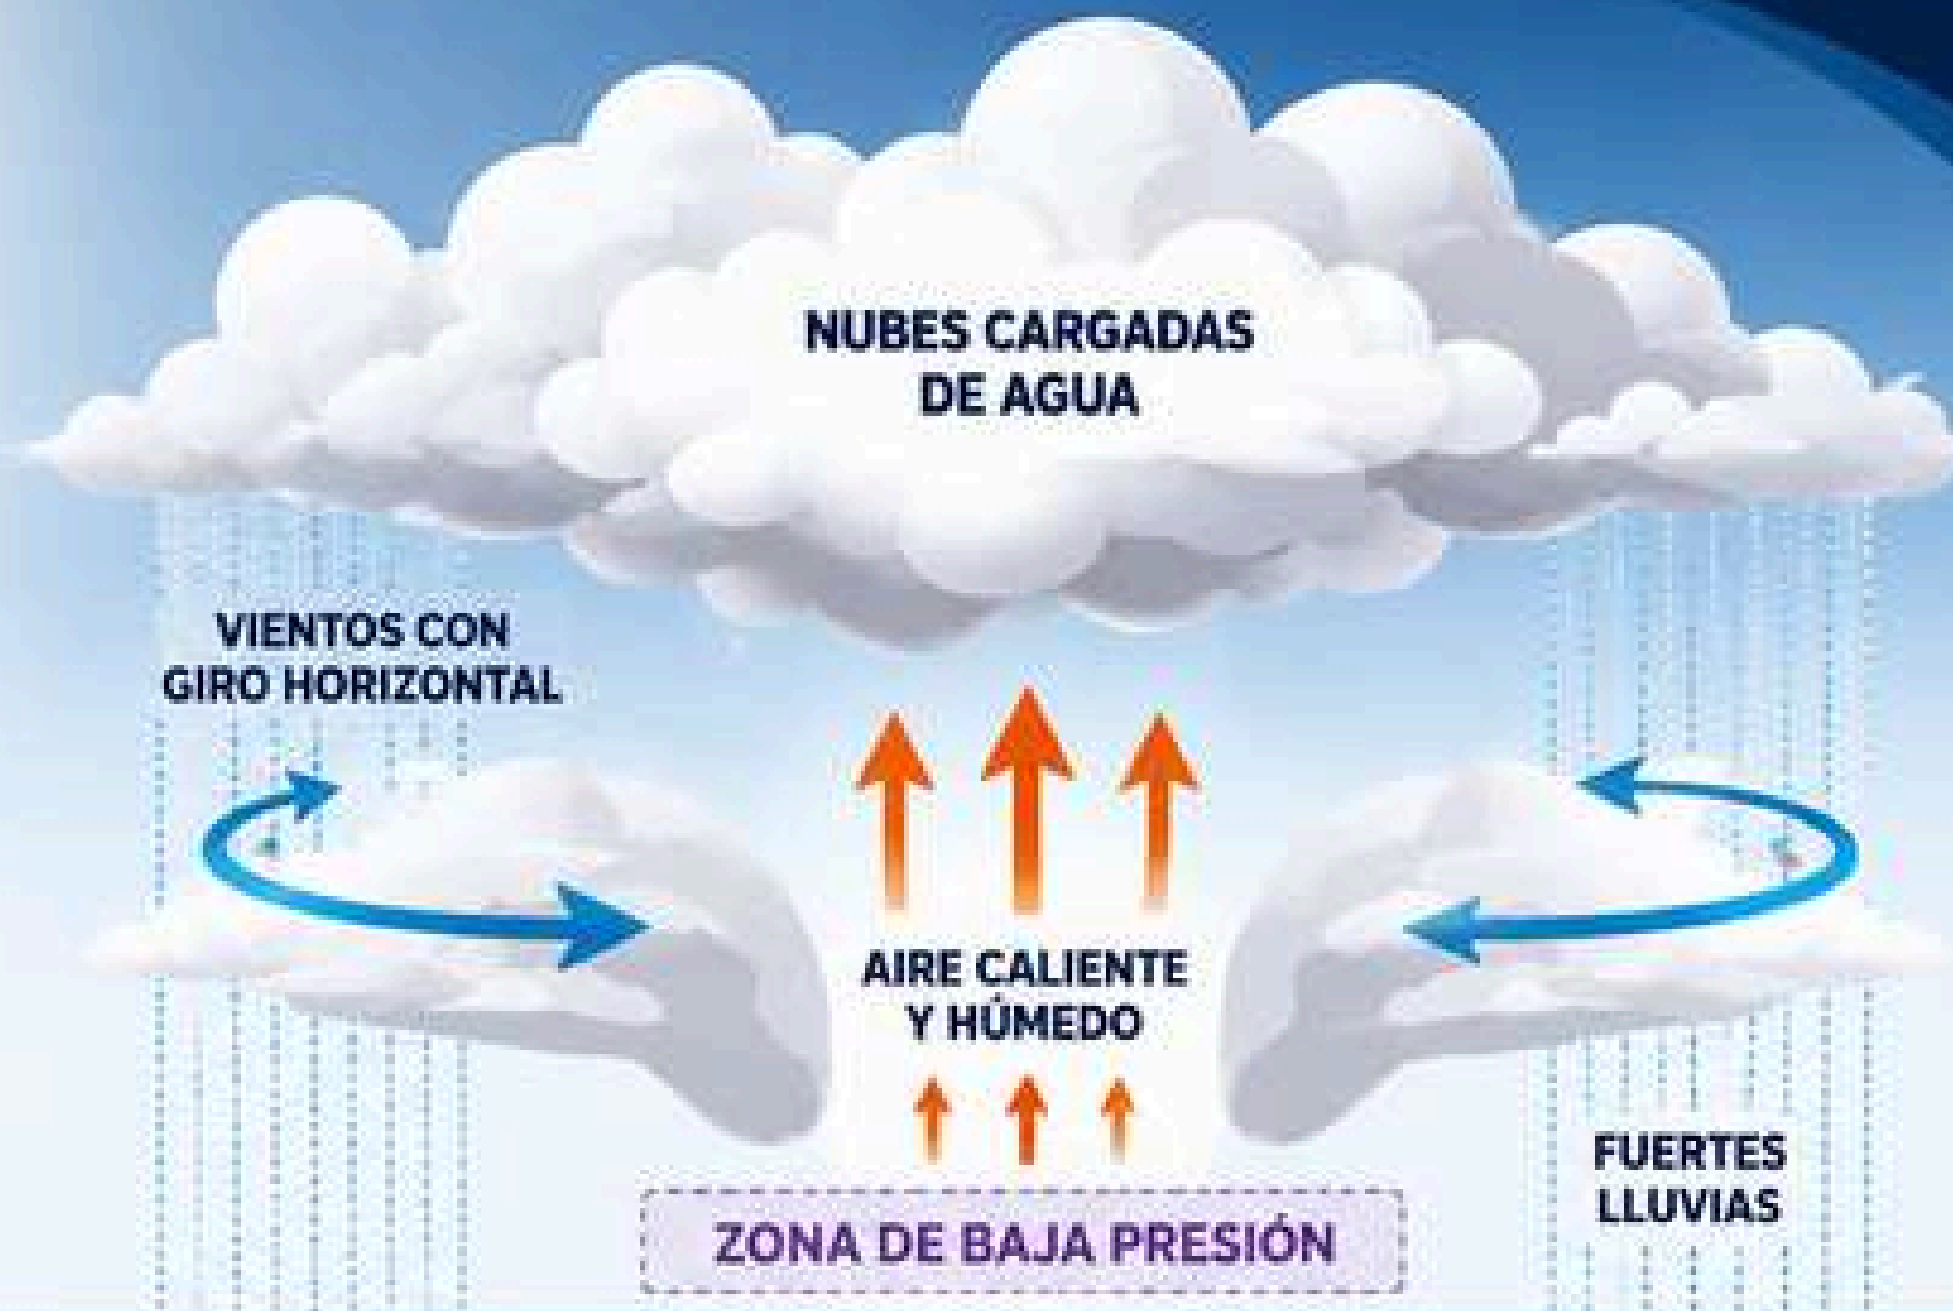 NUBES CARGADAS
DE AGUA
VIENTOS CON
GIRO HORIZONTAL
AIRE CALIENTE
Y HÚMEDO
FUERTES
LLUVIAS
ZONA DE BAJA PRESIÓN